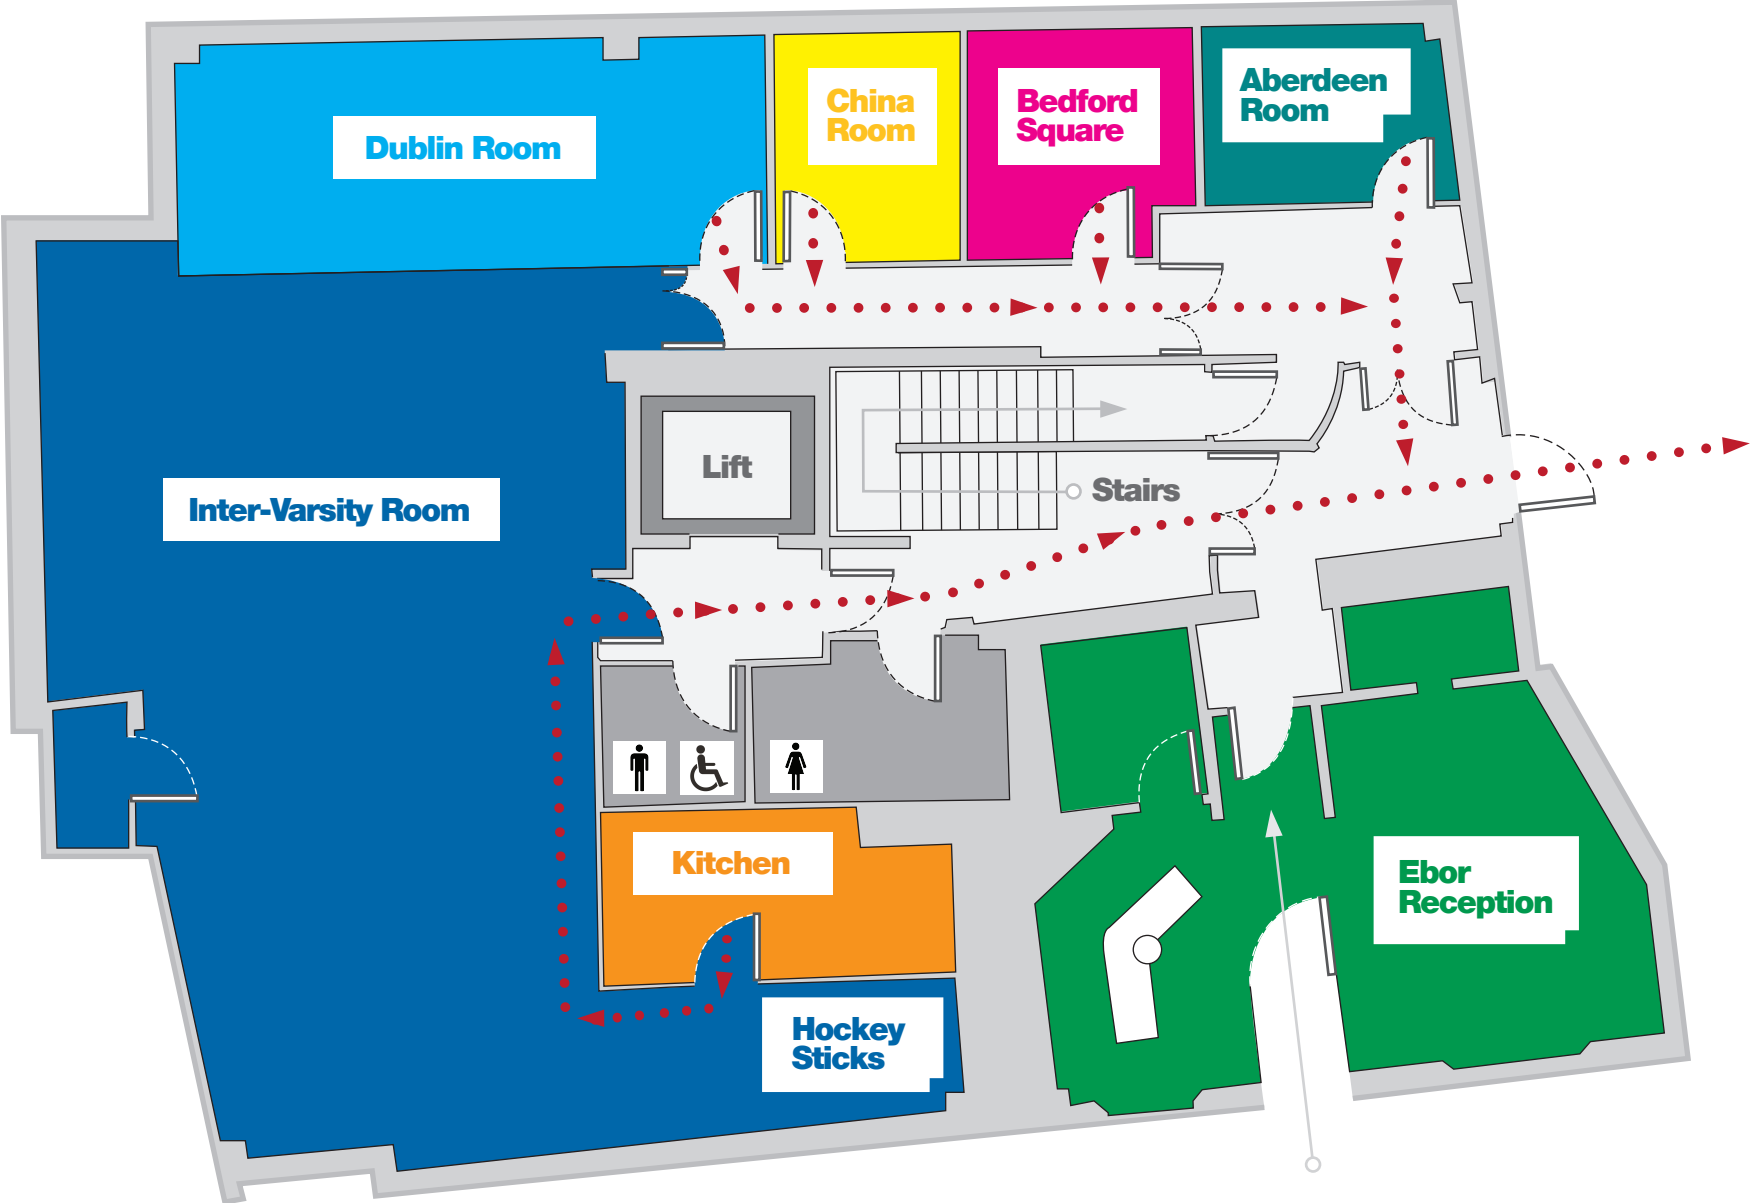 Dublin Room
China
Room
Bedford
Square
Aberdeen
Room
Lift
Stairs
Inter-Varsity Room
Kitchen
Ebor
Reception
Hockey
Sticks